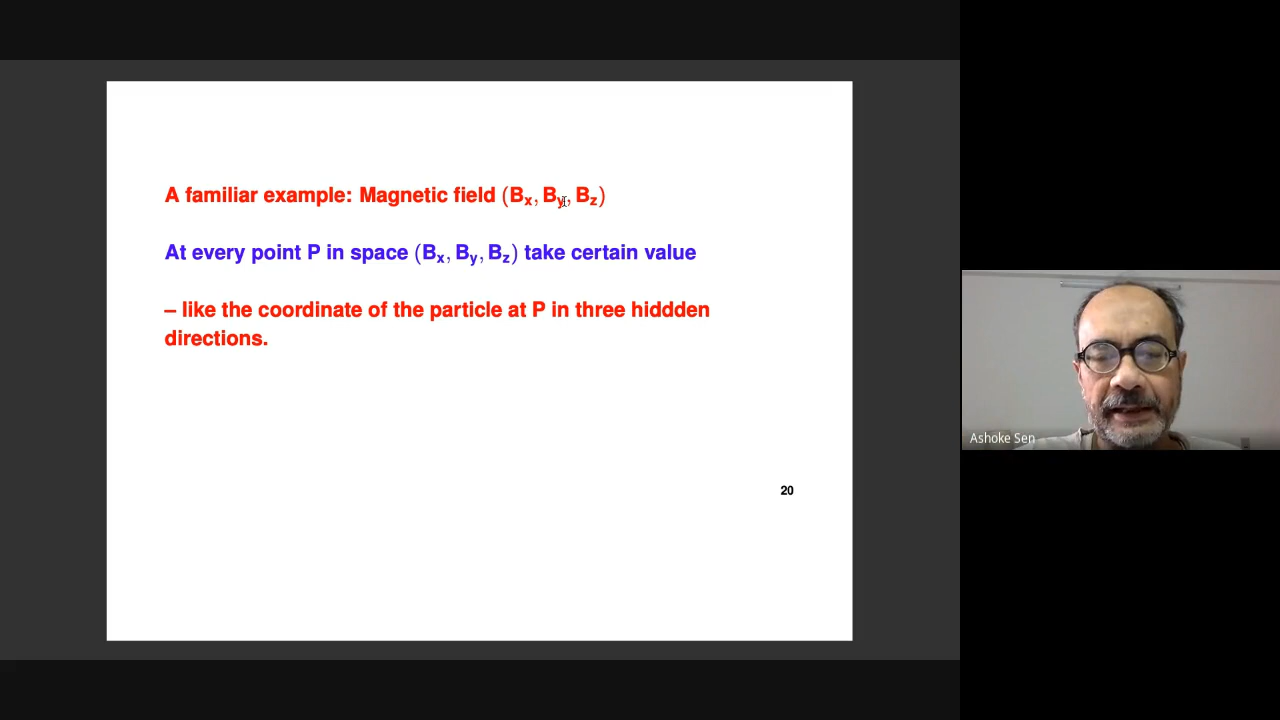 A familiar example: Magnetic field (Bx, By, Bz)
At every point P in space (Bx, By, Bz) take certain value
– like the coordinate of the particle at P in three hiddden
directions.
20
Ashoke Sen